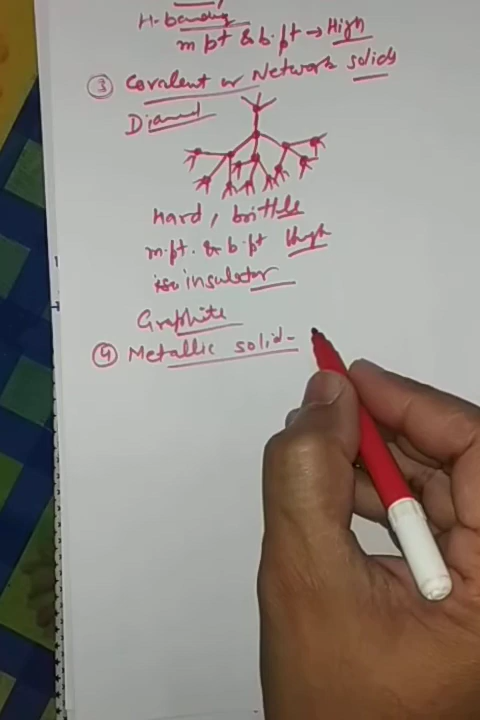 H-bonding
m pt & b.pt → High
③ Covalent or Network solids
Diamond
Hard, brittle
m.pt. & b.pt High
insulator
Graphite
④ Metallic solid-